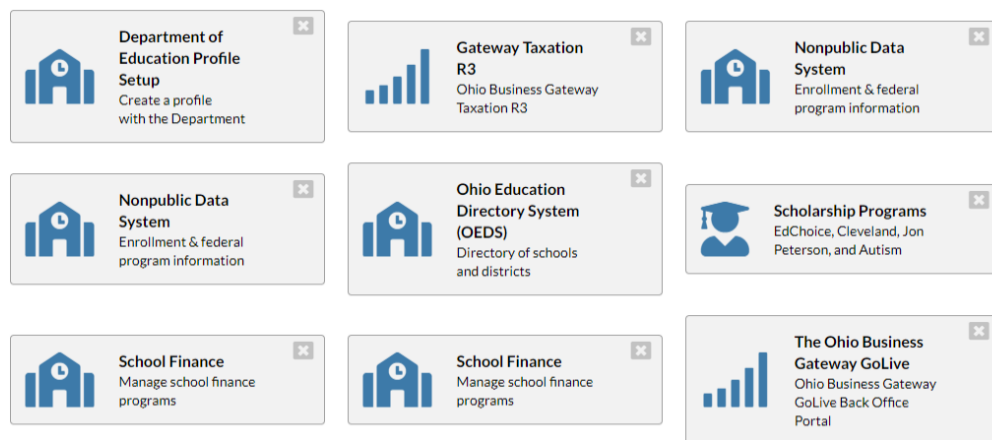 Department of
Education Profile
Setup
Create a profile
with the Department
Gateway Taxation
R3
Ohio Business Gateway
Taxation R3
Nonpublic Data
System
Enrollment & federal
program information
Nonpublic Data
System
Enrollment & federal
program information
Ohio Education
Directory System
(OEDS)
Directory of schools
and districts
Scholarship Programs
EdChoice, Cleveland, Jon
Peterson, and Autism
School Finance
Manage school finance
programs
School Finance
Manage school finance
programs
The Ohio Business
Gateway GoLive
Ohio Business Gateway
GoLive Back Office
Portal